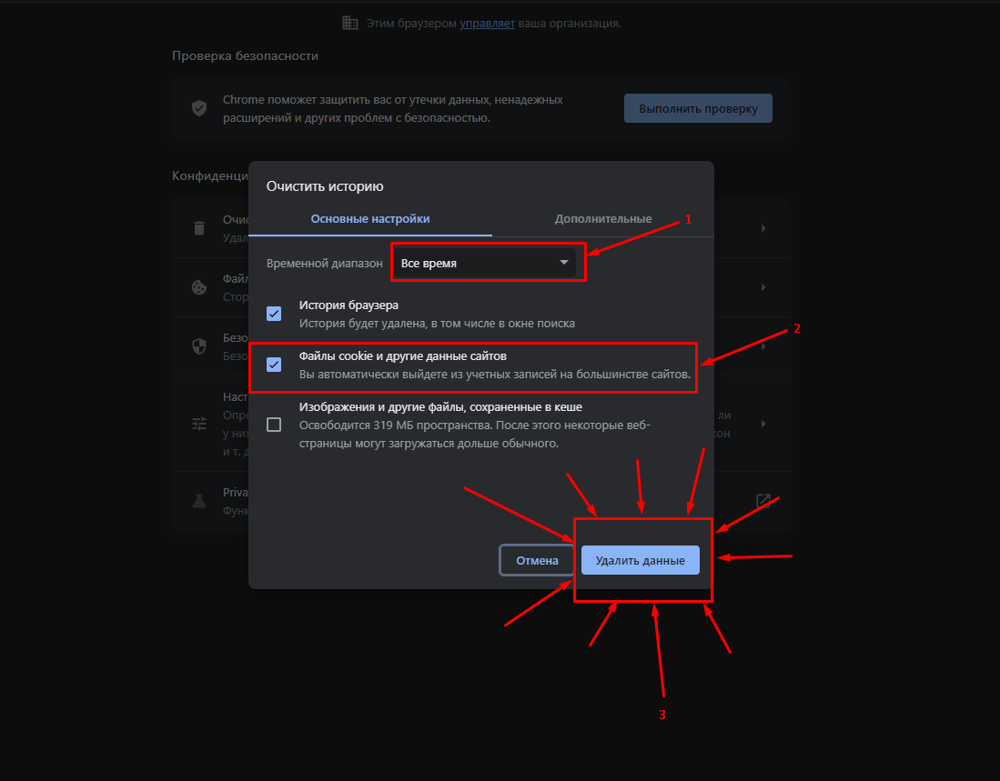 Этим браузером управляет ваша организация.
Проверка безопасности
Chrome поможет защитить вас от утечки данных, ненадежных
расширений и других проблем с безопасностью.
Выполнить проверку
Конфиденци
Очистить историю
Основные настройки
Дополнительные
1
Временной диапазон
Все время
История браузера
История будет удалена, в том числе в окне поиска
2
Файлы cookie и другие данные сайтов
Вы автоматически выйдете из учетных записей на большинстве сайтов.
Изображения и другие файлы, сохраненные в кеше
Освободится 319 МБ пространства. После этого некоторые веб-
страницы могут загружаться дольше обычного.
Очис
Удал
Файл
Стор
Безо
Безо
Наст
Опре
ли
у них
кон
и т. д
Priva
Функ
Отмена
Удалить данные
3